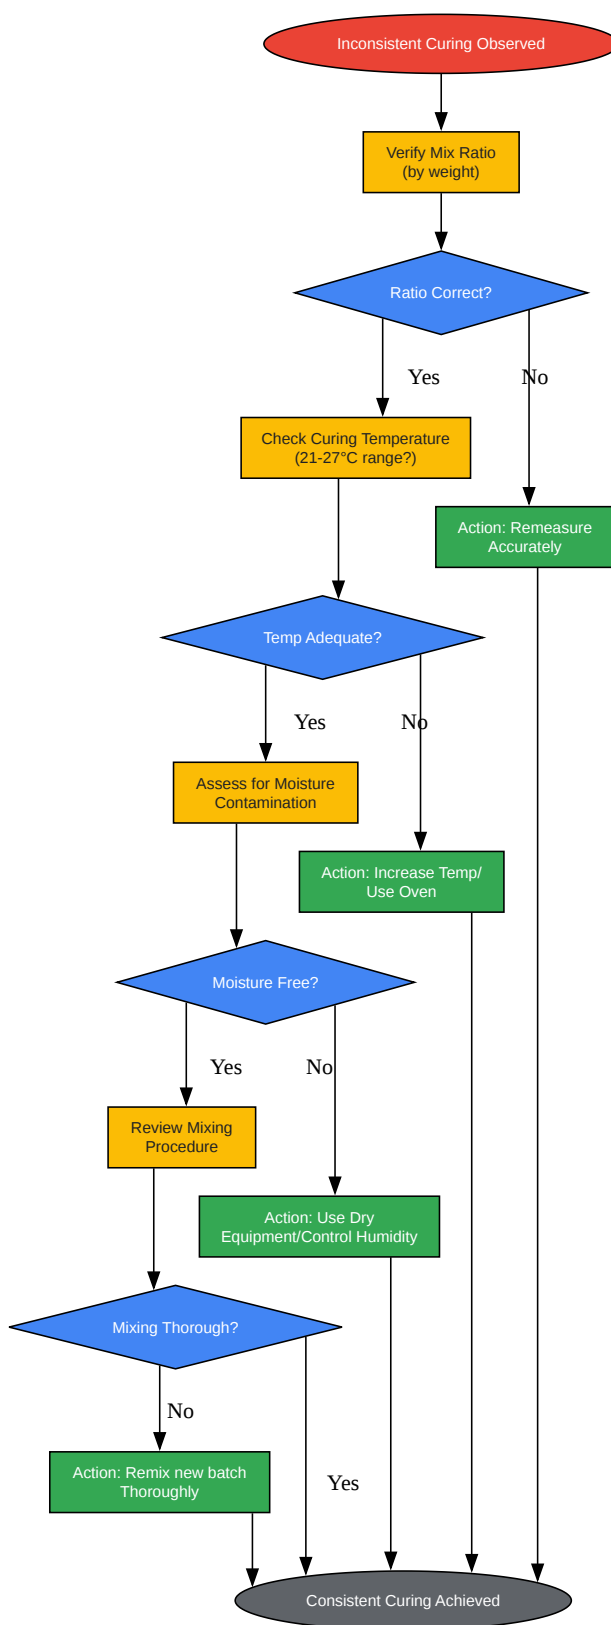 Inconsistent Curing Observed
Verify Mix Ratio
(by weight)
Ratio Correct?
Yes
No
Check Curing Temperature
(21-27°C range?)
Action: Remeasure
Accurately
Temp Adequate?
Yes
No
Assess for Moisture
Contamination
Action: Increase Temp/
Use Oven
Moisture Free?
Yes
No
Review Mixing
Procedure
Action: Use Dry
Equipment/Control Humidity
Mixing Thorough?
No
Action: Remix new batch
Thoroughly
Yes
Consistent Curing Achieved